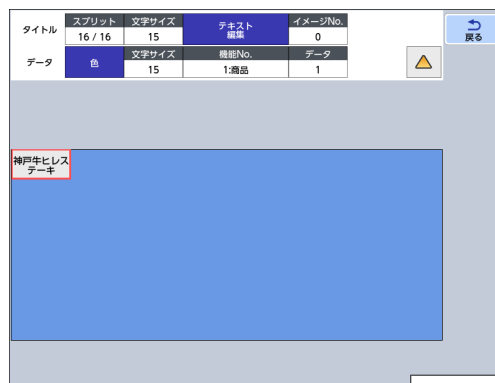 タイトル
スプリット
16 / 16
文字サイズ
15
テキスト
編集
イメージNo.
0
戻る
データ
色
文字サイズ
15
機能No.
1:商品
データ
1
神戸牛ヒレス
テーキ